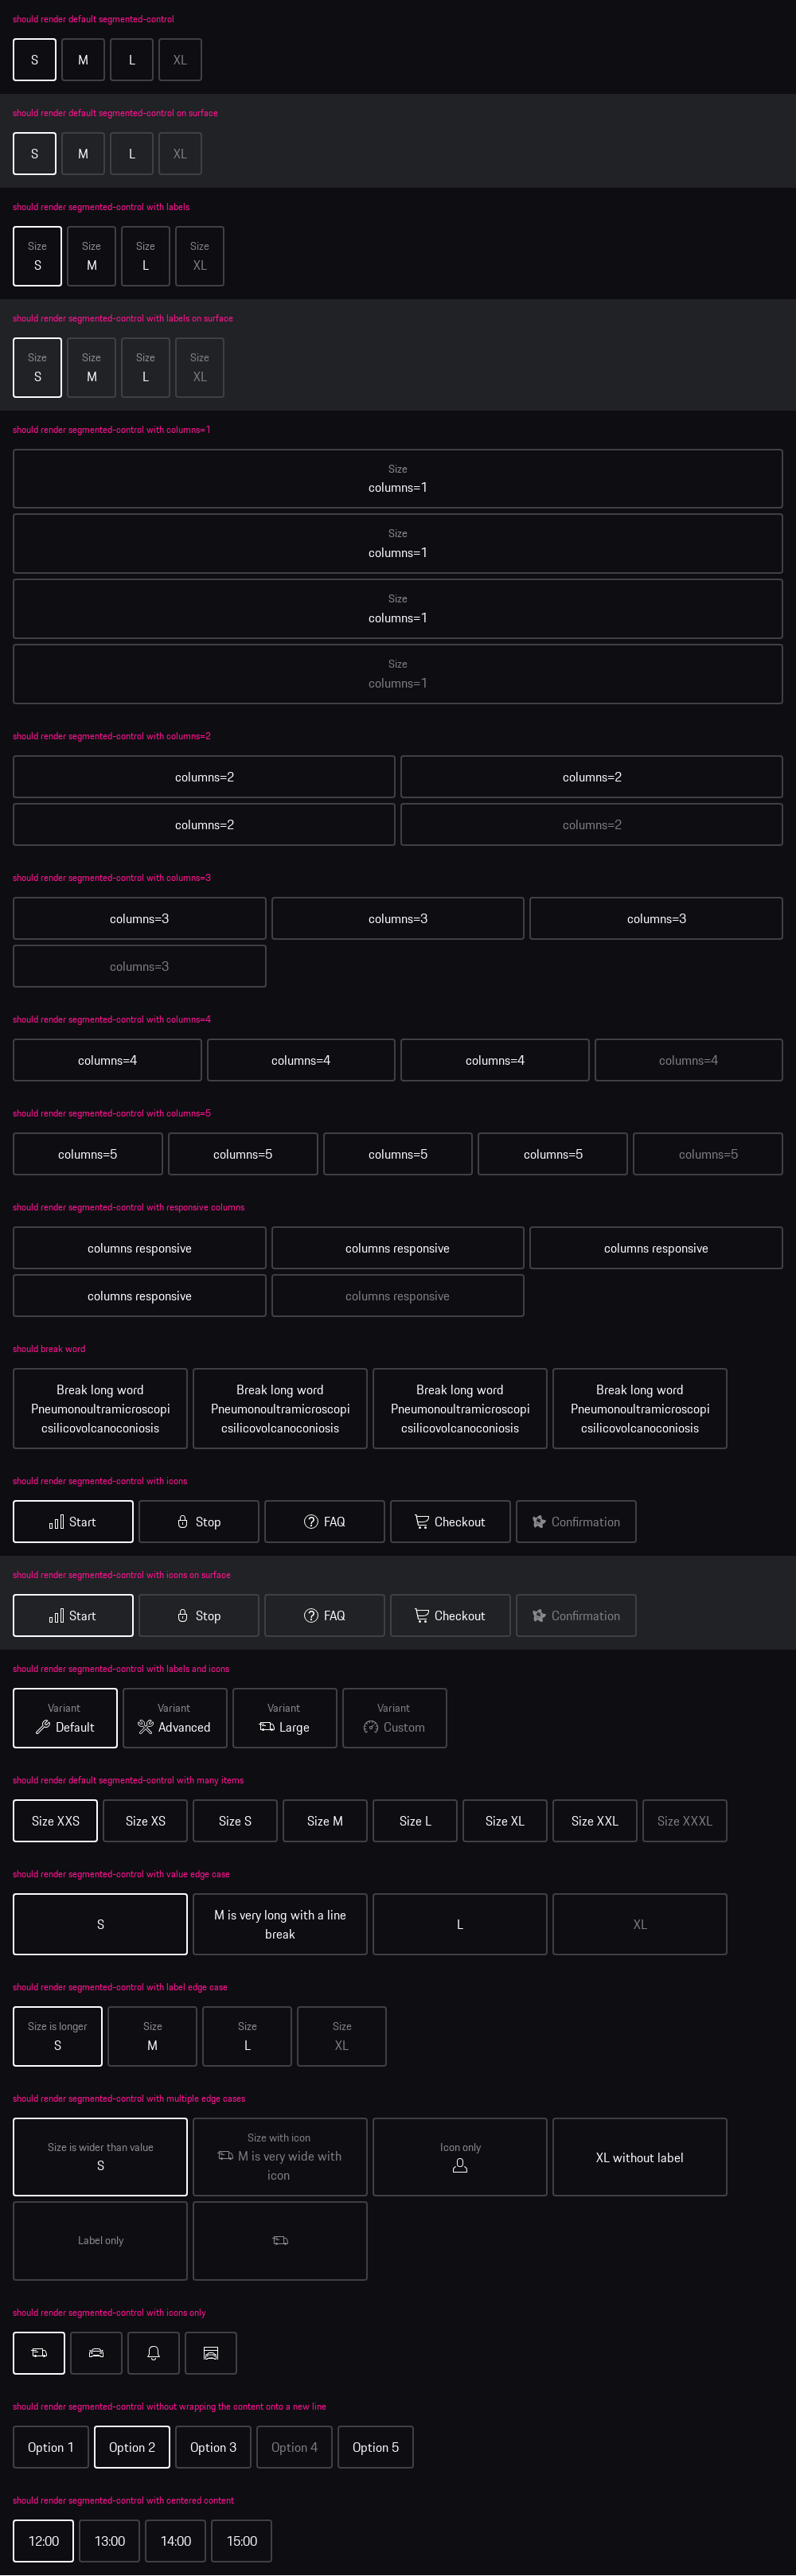 should render default segmented-control
S M L XL
should render default segmented-control on surface
S M L XL
should render segmented-control with labels
Size Size Size Size
S M L XL
should render segmented-control with labels on surface
Size Size Size Size
S M L XL
should render segmented-control with columns=1
Size
columns=1
Size
columns=1
Size
columns=1
Size
columns=1
should render segmented-control with columns=2
columns=2 columns=2
columns=2 columns=2
should render segmented-control with columns=3
columns=3 columns=3 columns=3
columns=3
should render segmented-control with columns=4
columns=4 columns=4 columns=4 columns=4
should render segmented-control with columns=5
columns=5 columns=5 columns=5 columns=5 columns=5
should render segmented-control with responsive columns
columns responsive columns responsive columns responsive
columns responsive columns responsive
should break word
Break long word Break long word Break long word Break long word
Pneumonoultramicroscopi Pneumonoultramicroscopi Pneumonoultramicroscopi Pneumonoultramicroscopi
csilicovolcanoconiosis csilicovolcanoconiosis csilicovolcanoconiosis csilicovolcanoconiosis
should render segmented-control with icons
Start Stop FAQ Checkout Confirmation
should render segmented-control with icons on surface
Start Stop FAQ Checkout Confirmation
should render segmented-control with labels and icons
Variant Variant Variant Variant
Default Advanced Large Custom
should render default segmented-control with many items
Size XXS Size XS Size S Size M Size L Size XL Size XXL Size XXXL
should render segmented-control with value edge case
S M is very long with a line break L XL
should render segmented-control with label edge case
Size is longer Size Size Size
S M L XL
should render segmented-control with multiple edge cases
Size is wider than value
S
Size with icon
M is very wide with
icon
Icon only
XL without label
Label only
should render segmented-control with icons only
should render segmented-control without wrapping the content onto a new line
Option 1 Option 2 Option 3 Option 4 Option 5
should render segmented-control with centered content
12:00 13:00 14:00 15:00